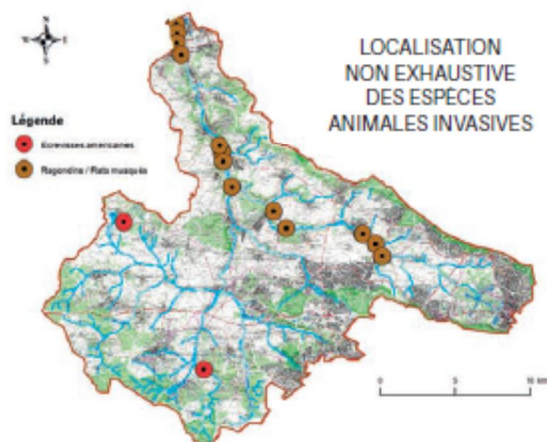 LOCALISATION
NON EXHAUSTIVE
DES ESPÈCES
ANIMALES INVASIVES
N
S
Légende
Ecrevisses américaines
Ragondins / Rats musqués
0 5 10 km